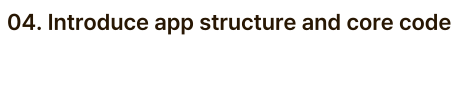 04. Introduce app structure and core code